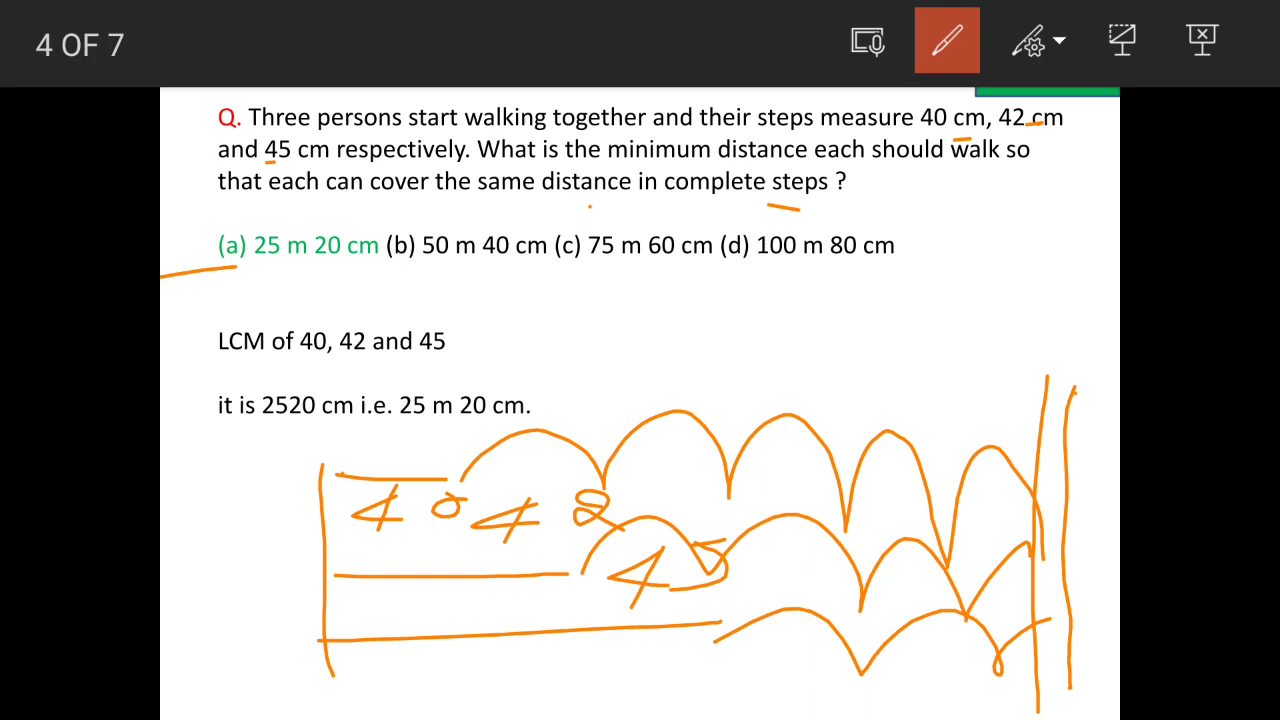 4 OF 7
Q. Three persons start walking together and their steps measure 40 cm, 42 cm
and 45 cm respectively. What is the minimum distance each should walk so
that each can cover the same distance in complete steps ?
(a) 25 m 20 cm (b) 50 m 40 cm (c) 75 m 60 cm (d) 100 m 80 cm
LCM of 40, 42 and 45
it is 2520 cm i.e. 25 m 20 cm.
40 42
45